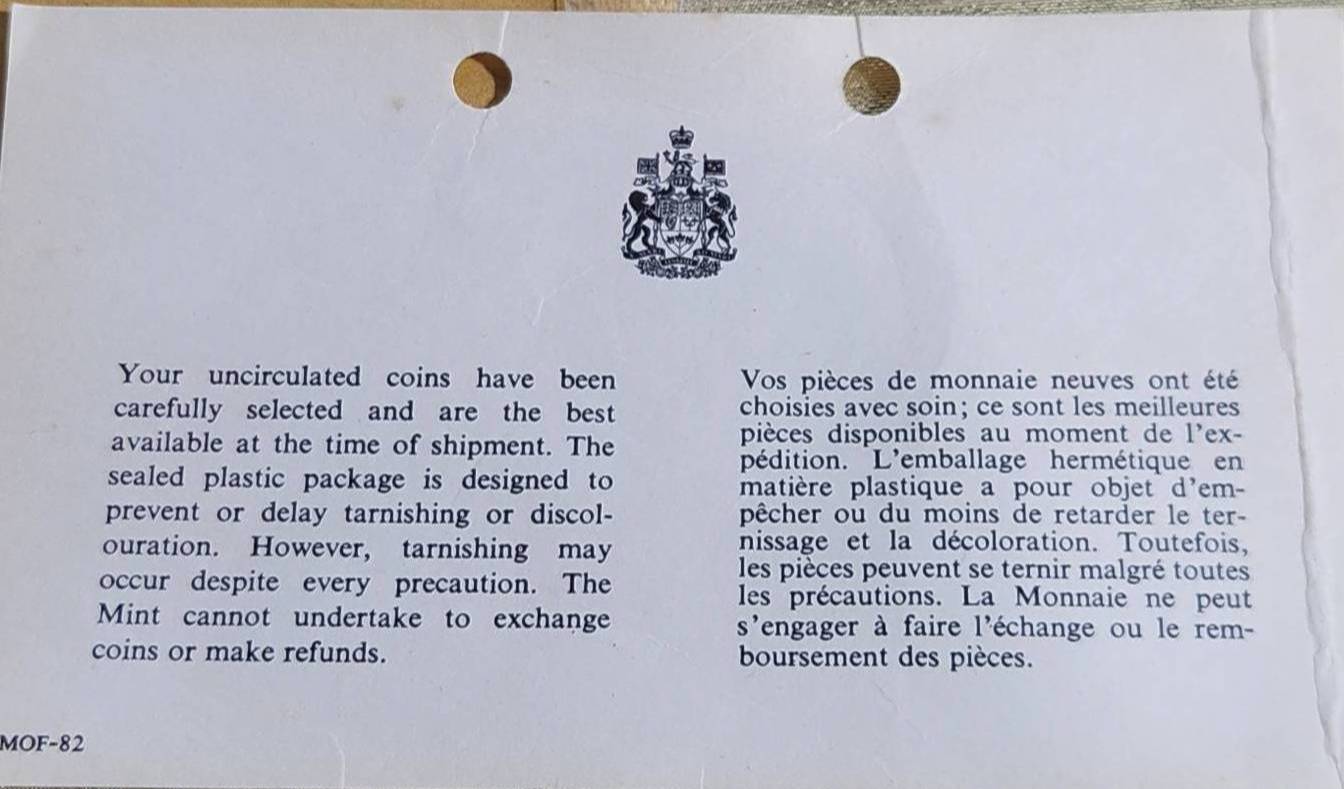 Your uncirculated coins have been
carefully selected and are the best
available at the time of shipment. The
sealed plastic package is designed to
prevent or delay tarnishing or discol-
ouration. However, tarnishing may
occur despite every precaution. The
Mint cannot undertake to exchange
coins or make refunds.
Vos pièces de monnaie neuves ont été
choisies avec soin; ce sont les meilleures
pièces disponibles au moment de l'ex-
pédition. L'emballage hermétique en
matière plastique a pour objet d'em-
pêcher ou du moins de retarder le ter-
nissage et la décoloration. Toutefois,
les pièces peuvent se ternir malgré toutes
les précautions. La Monnaie ne peut
s'engager à faire l'échange ou le rem-
boursement des pièces.
MOF-82